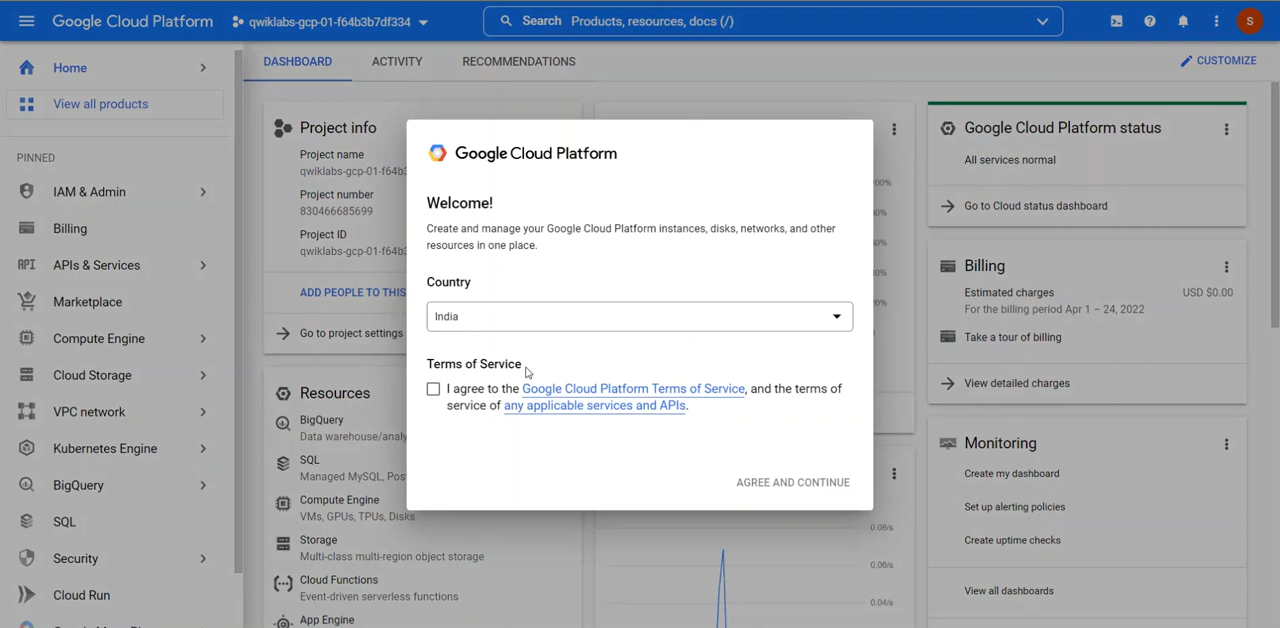 Google Cloud Platform
qwiklabs-gcp-01-f64b3b7df334
Search Products, resources, docs (/)
S
Home
View all products
PINNED
IAM & Admin
Billing
API APIs & Services
Marketplace
Compute Engine
Cloud Storage
VPC network
Kubernetes Engine
BigQuery
SQL
Security
Cloud Run
DASHBOARD
ACTIVITY
RECOMMENDATIONS
CUSTOMIZE
Project info
Project name
qwiklabs-gcp-01-f64b3
Project number
830466685699
Project ID
qwiklabs-gcp-01-f64b3
ADD PEOPLE TO THIS
Go to project settings
Resources
BigQuery
Data warehouse/analy
SQL
Managed MySQL, Pos
Compute Engine
VMs, GPUs, TPUs, Disks
Storage
Multi-class multi-region object storage
Cloud Functions
Event-driven serverless functions
App Engine
Google Cloud Platform
Welcome!
Create and manage your Google Cloud Platform instances, disks, networks, and other
resources in one place.
Country
India
Terms of Service
I agree to the Google Cloud Platform Terms of Service, and the terms of
service of any applicable services and APIs.
AGREE AND CONTINUE
0.08/s
0.06/s
0.04/s
Google Cloud Platform status
All services normal
Go to Cloud status dashboard
Billing
Estimated charges
USD $0.00
For the billing period Apr 1 – 24, 2022
Take a tour of billing
View detailed charges
Monitoring
Create my dashboard
Set up alerting policies
Create uptime checks
View all dashboards